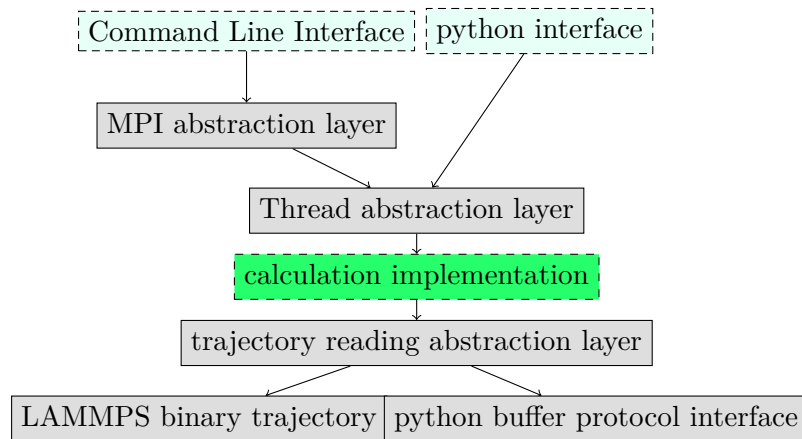 Command Line Interface
python interface
MPI abstraction layer
Thread abstraction layer
calculation implementation
trajectory reading abstraction layer
LAMMPS binary trajectory
python buffer protocol interface